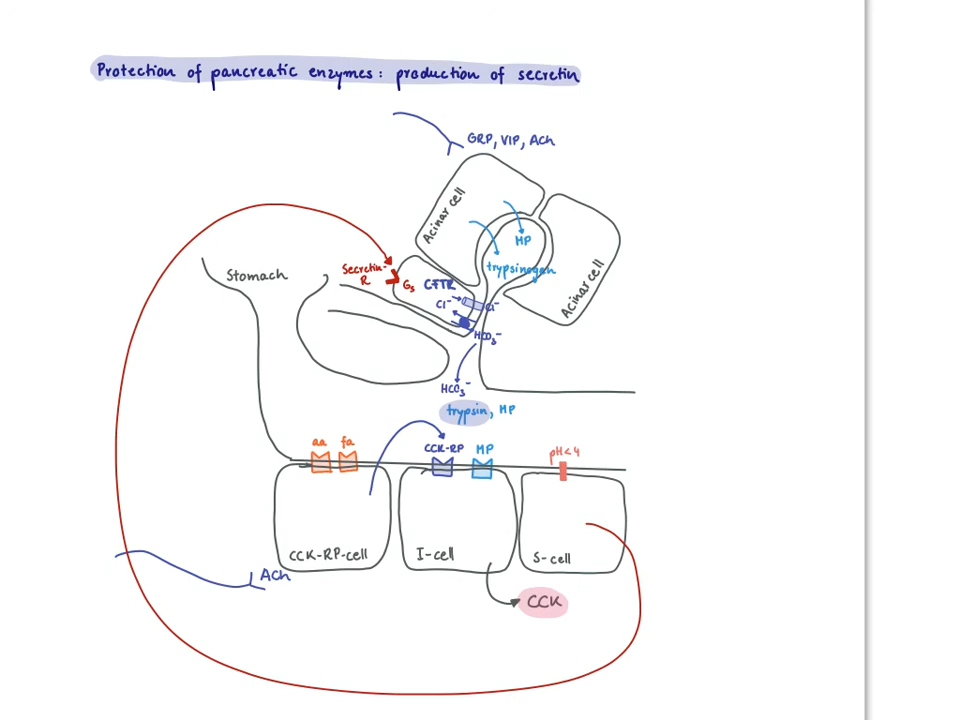 Protection of pancreatic enzymes: production of secretin
GRP, VIP, Ach
Acinar cell
MP
trypsinogen
Acinar cell
Stomach
Secretin-
R
Gs
CFTR
Cl⁻
Cl⁻
HCO₃⁻
HCO₃⁻
trypsin, MP
aa
fa
CCK-RP
MP
pH<4
CCK-RP-cell
I-cell
S-cell
Ach
CCK